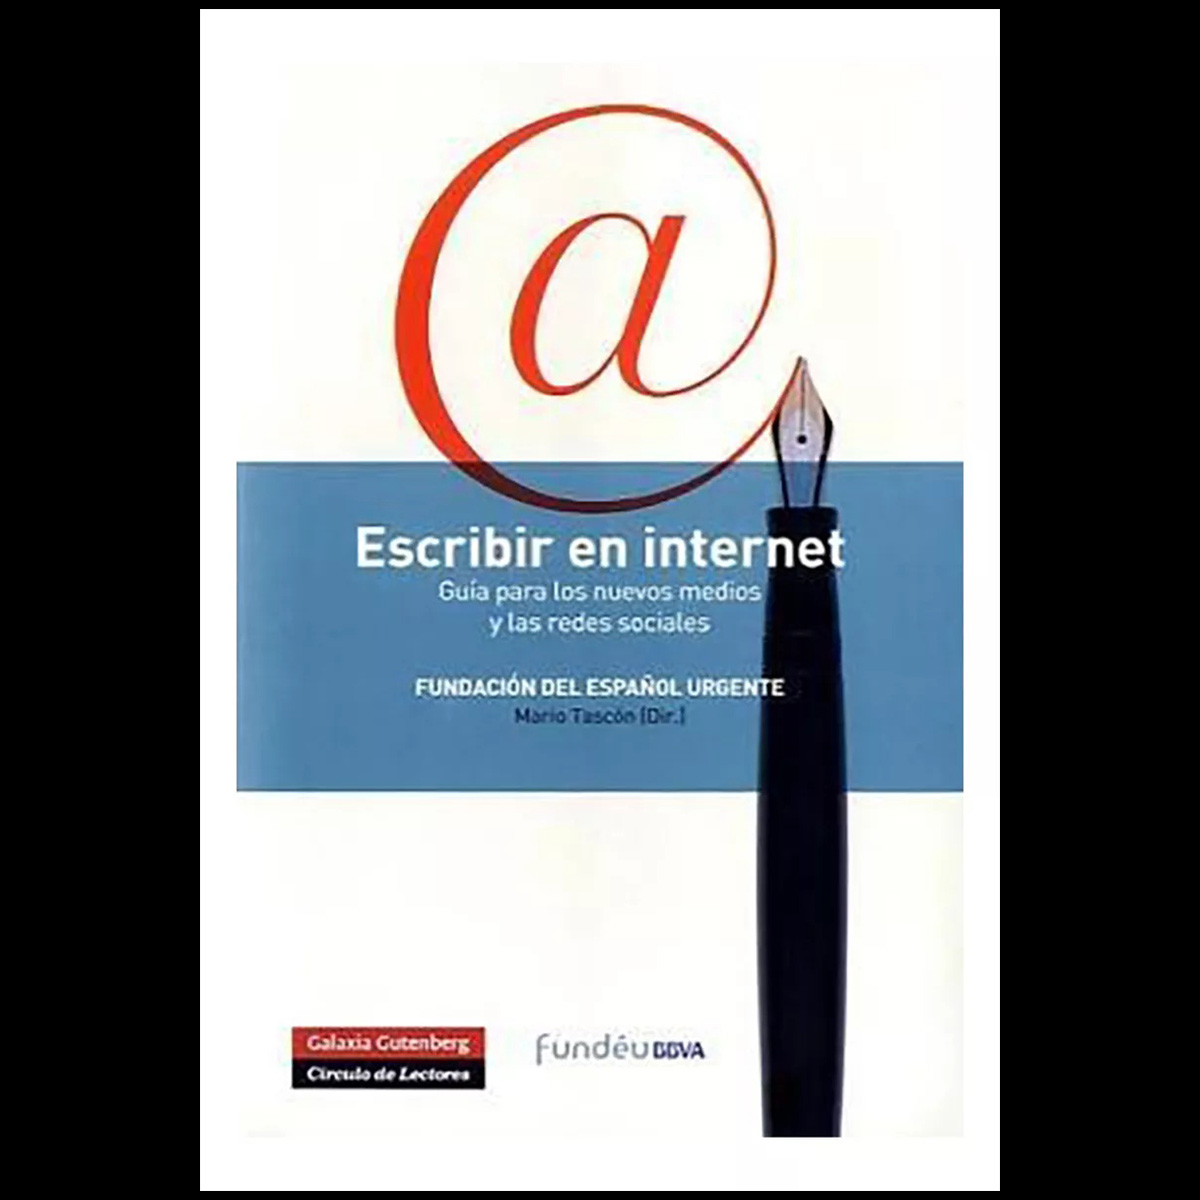 @
Escribir en internet
Guía para los nuevos medios
y las redes sociales
FUNDACIÓN DEL ESPAÑOL URGENTE
Mario Tascón (Dir.)
Galaxia Gutenberg
Círculo de Lectores
fundéu BBVA